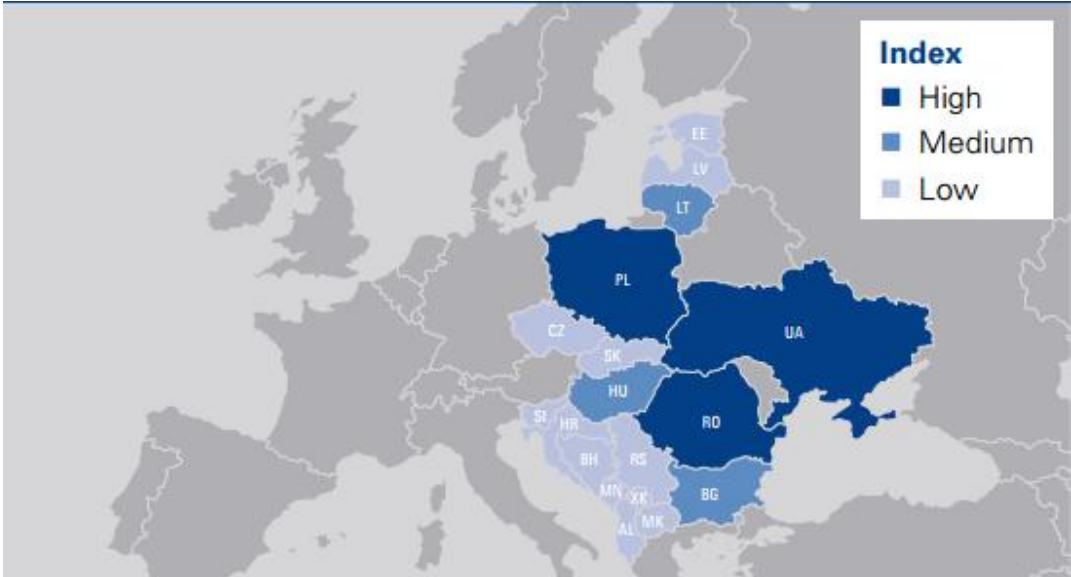 Index
High
Medium
Low
EE
LV
LT
PL
UA
CZ
SK
HU
RO
SI
HR
BH
RS
MN
XK
BG
AL
MK